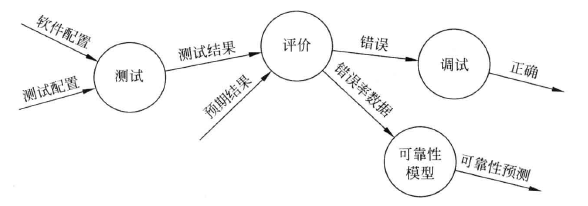 软件配置
测试配置
测试
测试结果
预期结果
评价
错误
调试
正确
错误率数据
可靠性
模型
可靠性预测